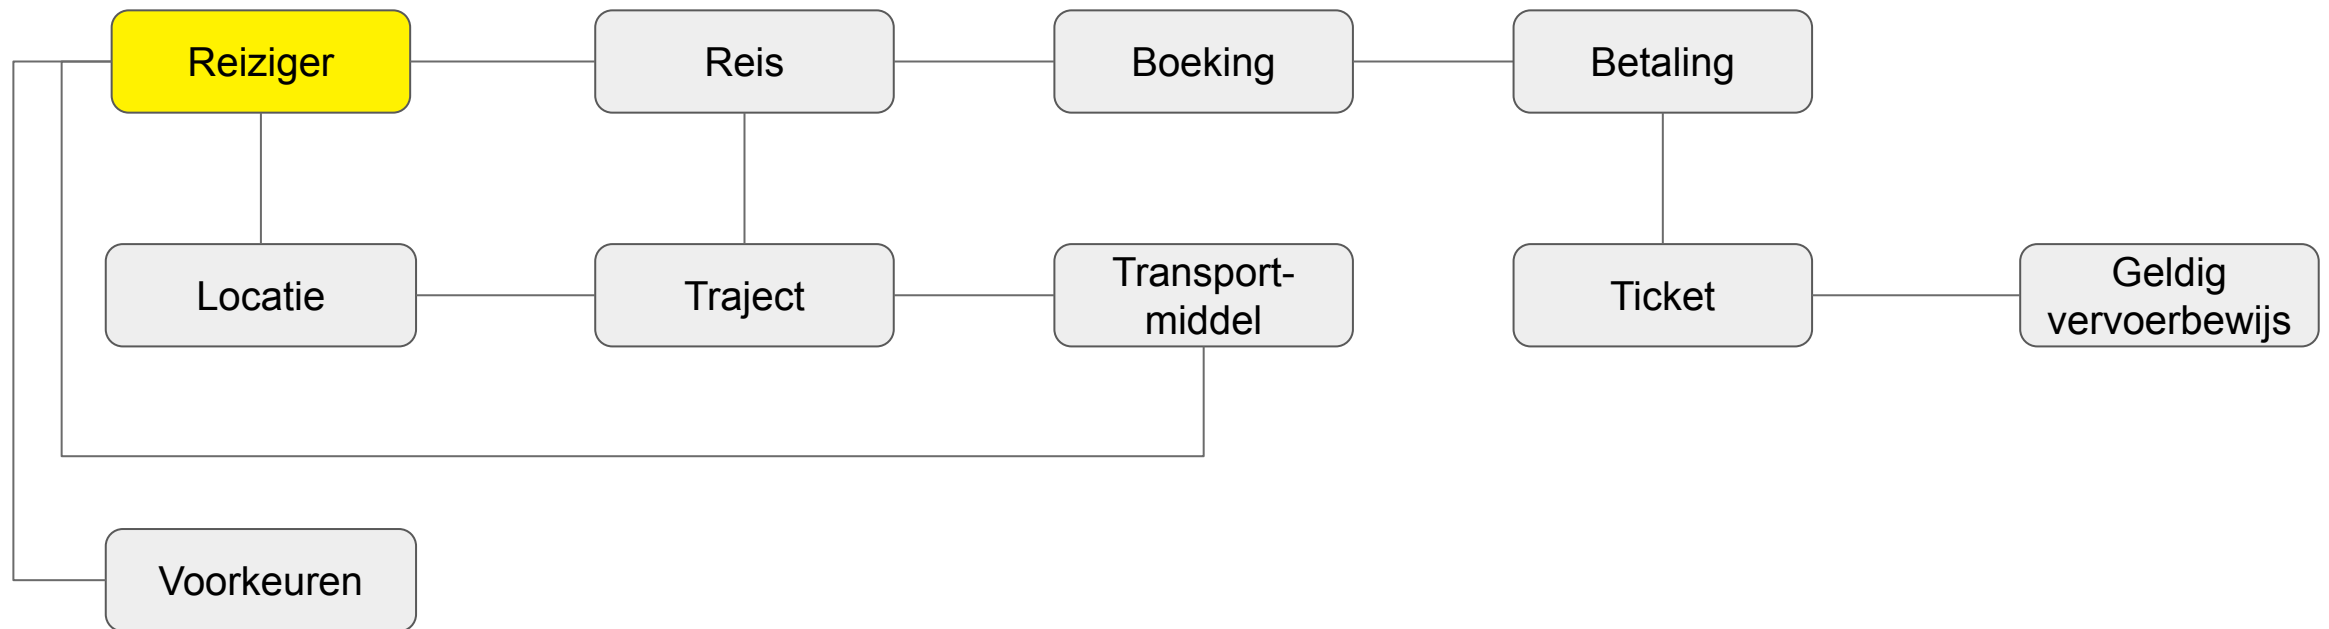 Reiziger
Reis
Boeking
Betaling
Locatie
Traject
Transport-
middel
Ticket
Geldig
vervoerbewijs
Voorkeuren